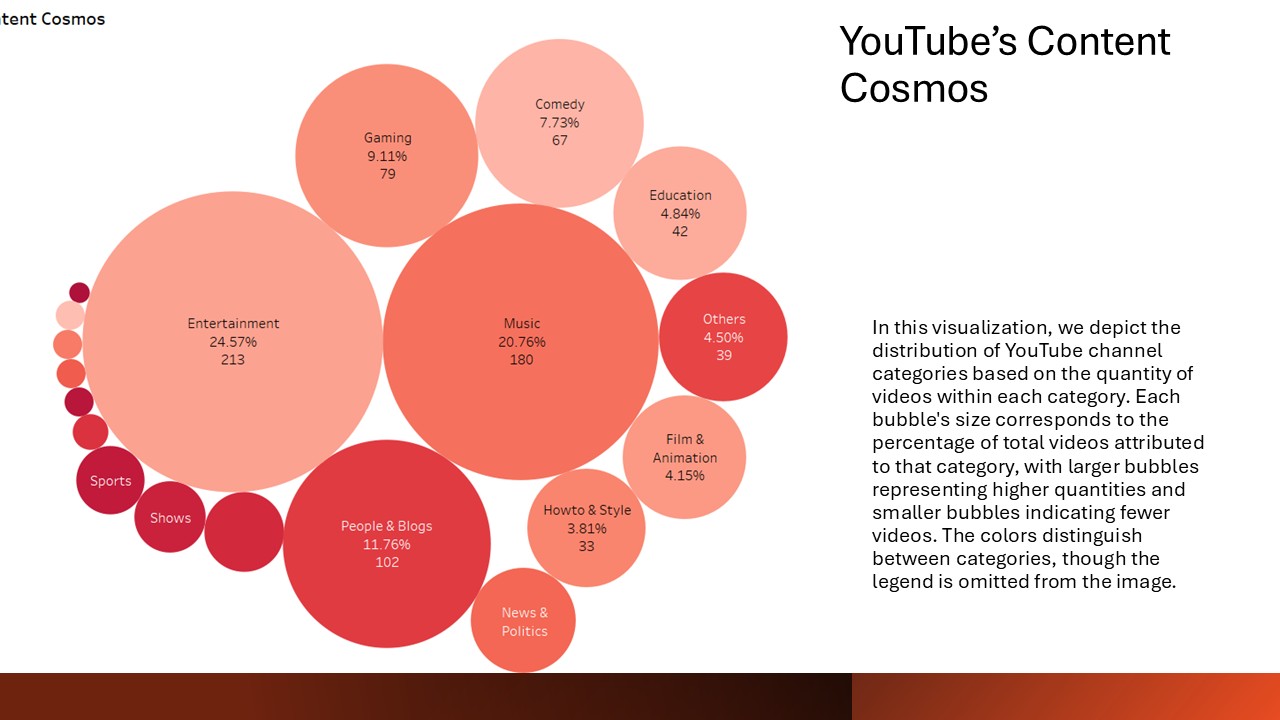 tent Cosmos
YouTube’s Content
Cosmos
Comedy
7.73%
67
Gaming
9.11%
79
Education
4.84%
42
Entertainment
24.57%
213
Music
20.76%
180
Others
4.50%
39
Film &
Animation
4.15%
Sports
Shows
People & Blogs
11.76%
102
Howto & Style
3.81%
33
News &
Politics
In this visualization, we depict the
distribution of YouTube channel
categories based on the quantity of
videos within each category. Each
bubble's size corresponds to the
percentage of total videos attributed
to that category, with larger bubbles
representing higher quantities and
smaller bubbles indicating fewer
videos. The colors distinguish
between categories, though the
legend is omitted from the image.